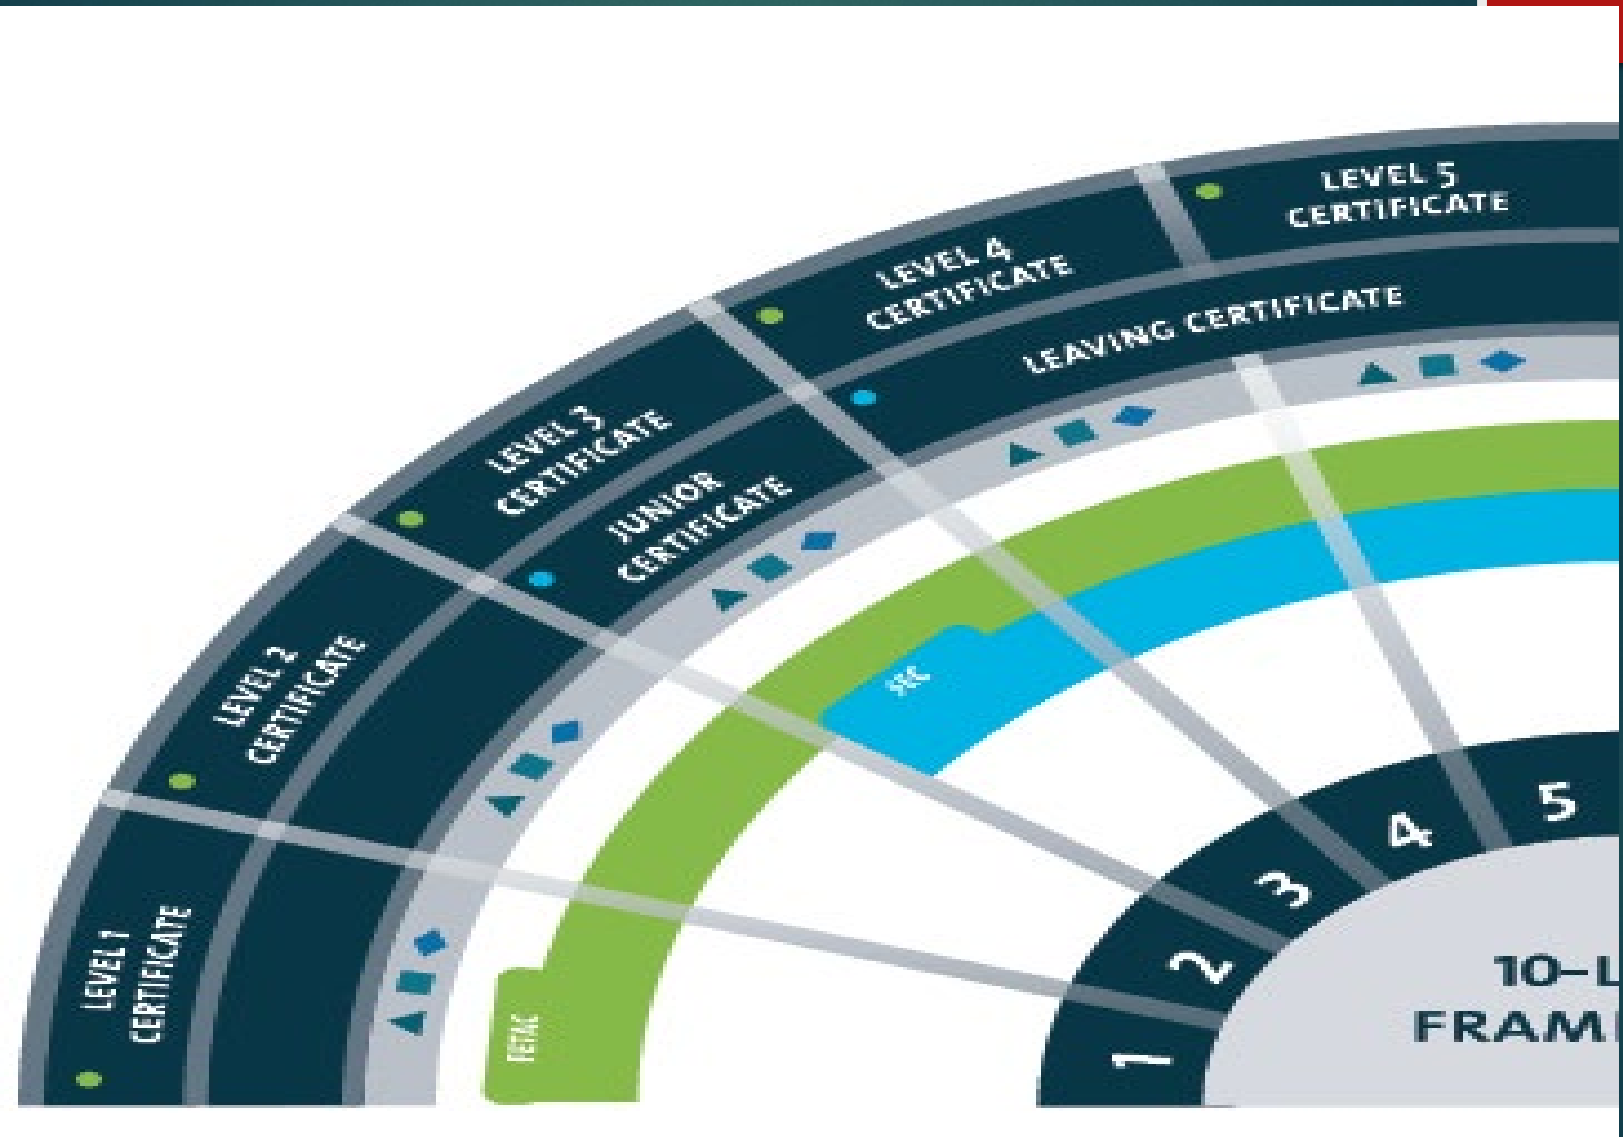 LEVEL 1
CERTIFICATE
LEVEL 2
CERTIFICATE
LEVEL 3
CERTIFICATE
JUNIOR
CERTIFICATE
LEVEL 4
CERTIFICATE
LEVEL 5
CERTIFICATE
LEAVING CERTIFICATE
FETAC
SEC
1
2
3
4
5
10-L
FRAM